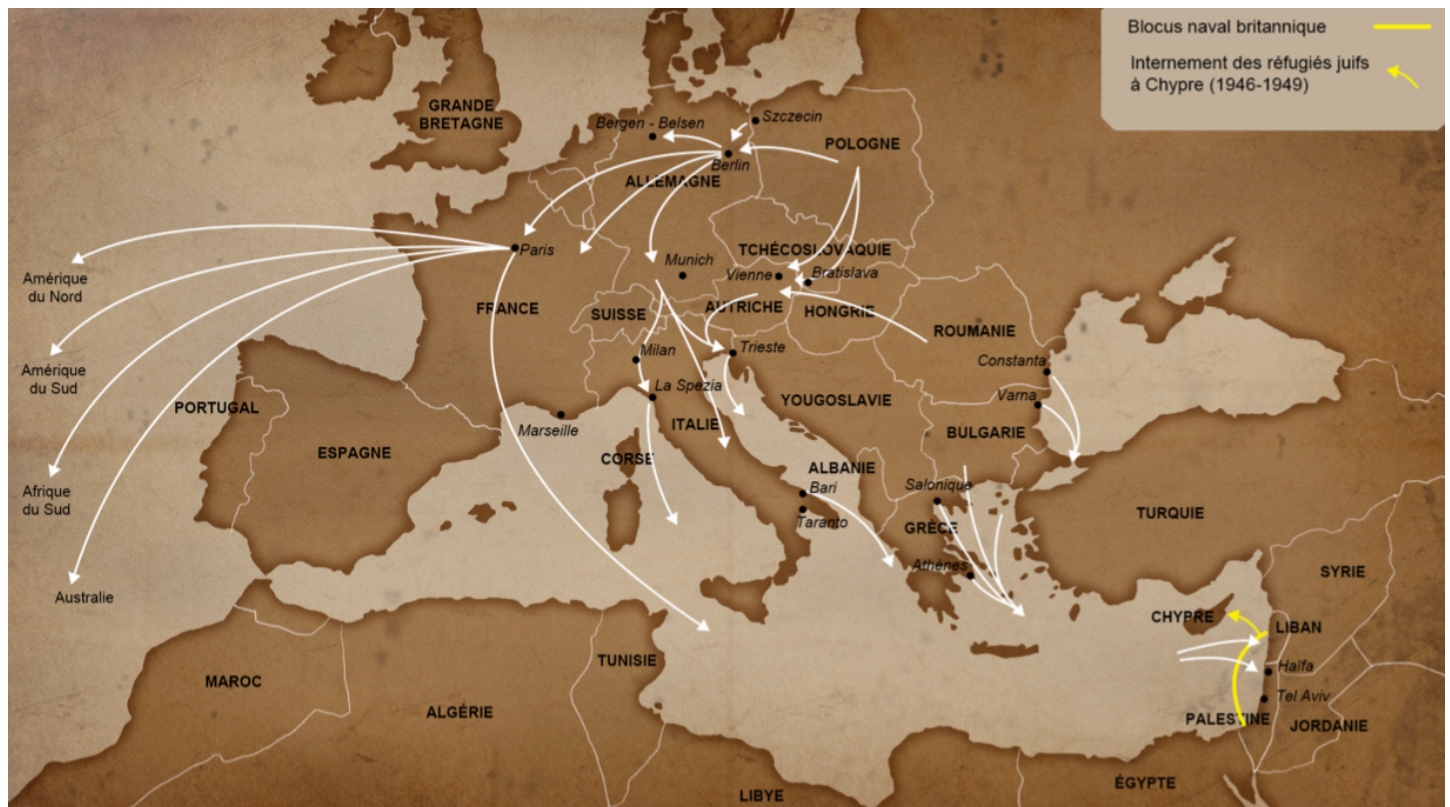 Blocus naval britannique
Internement des réfugiés juifs
à Chypre (1946-1949)
GRANDE
BRETAGNE
Bergen - Belsen
Szczecin
POLOGNE
Berlin
ALLEMAGNE
Paris
TCHÉCOSLOVAQUIE
Munich
Vienne
Bratislava
Amérique
du Nord
FRANCE
SUISSE
AUTRICHE
HONGRIE
ROUMANIE
Milan
Trieste
Constanta
Amérique
du Sud
La Spezia
Varna
PORTUGAL
YOUGOSLAVIE
Marseille
ITALIE
BULGARIE
ESPAGNE
CORSE
ALBANIE
Bari
Salonique
Afrique
du Sud
Taranto
GRÈCE
TURQUIE
Athènes
SYRIE
Australie
CHYPRE
LIBAN
TUNISIE
Haïfa
MAROC
Tel Aviv
ALGÉRIE
PALESTINE
JORDANIE
LIBYE
ÉGYPTE